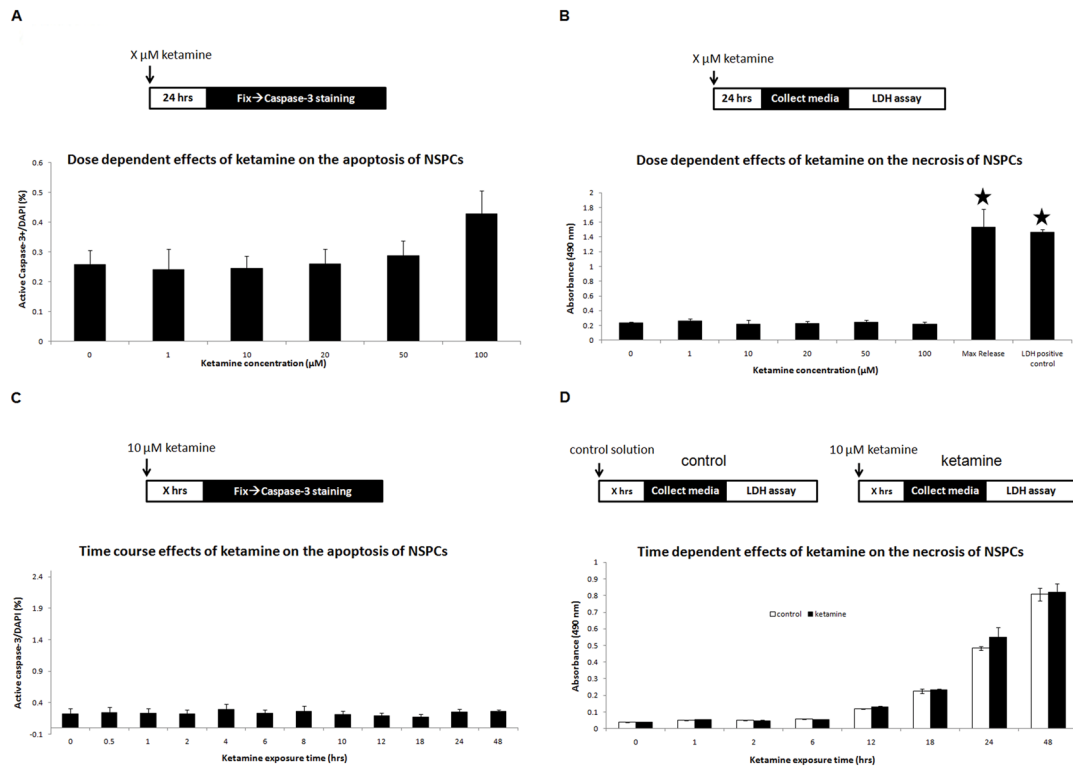 A
X µM ketamine
24 hrs
Fix→Caspase-3 staining
Dose dependent effects of ketamine on the apoptosis of NSPCs
Active Caspase-3+/DAPI (%)
0.6
0.5
0.4
0.3
0.2
0.1
0
0 1 10 20 50 100
Ketamine concentration (µM)
B
X µM ketamine
24 hrs
Collect media
LDH assay
Dose dependent effects of ketamine on the necrosis of NSPCs
Absorbance (490 nm)
2
1.8
1.6
1.4
1.2
1
0.8
0.6
0.4
0.2
0
0 1 10 20 50 100 Max Release LDH positive
control
Ketamine concentration (µM)
C
10 µM ketamine
X hrs
Fix→Caspase-3 staining
Time course effects of ketamine on the apoptosis of NSPCs
Active caspase-3/DAPI (%)
2.4
1.9
1.4
0.9
0.4
-0.1
0 0.5 1 2 4 6 8 10 12 18 24 48
Ketamine exposure time (hrs)
D
control solution
control
X hrs
Collect media
LDH assay
10 µM ketamine
ketamine
X hrs
Collect media
LDH assay
Time dependent effects of ketamine on the necrosis of NSPCs
control ketamine
Absorbance (490 nm)
1
0.9
0.8
0.7
0.6
0.5
0.4
0.3
0.2
0.1
0
0 1 2 6 12 18 24 48
Ketamine exposure time (hrs)